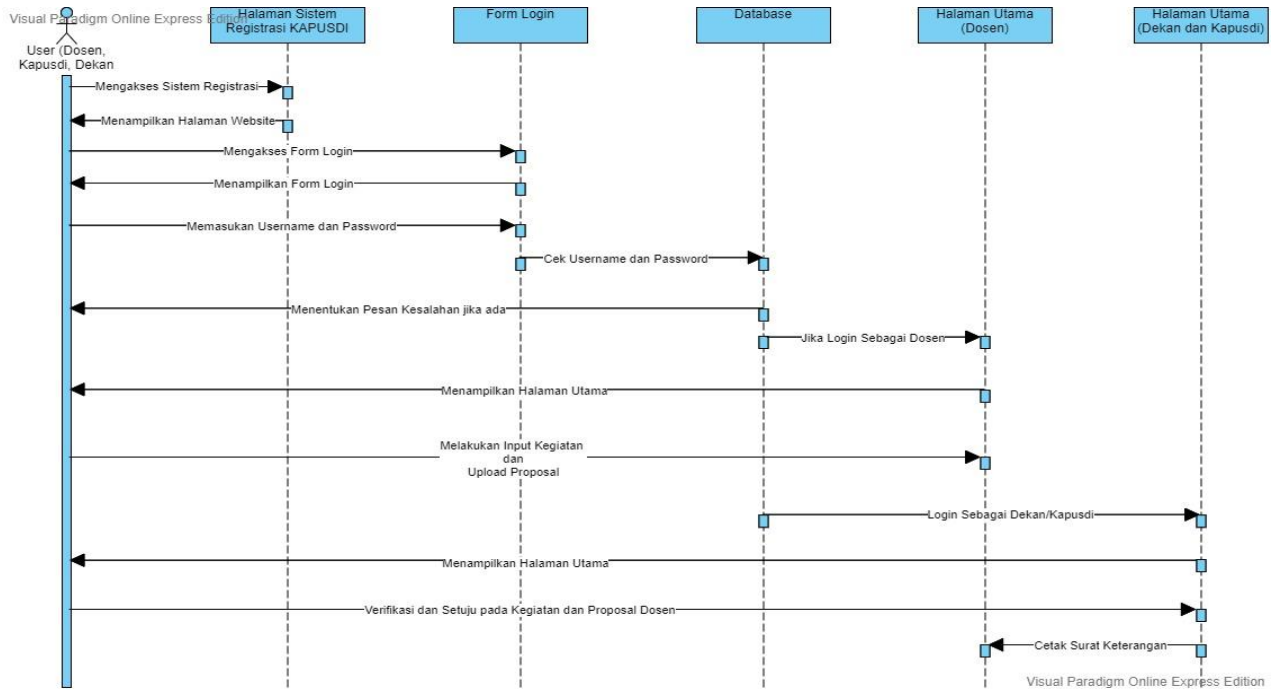 Visual Paradigm Online Express Edition
Halaman Sistem
Registrasi KAPUSDI
Form Login
Database
Halaman Utama
(Dosen)
Halaman Utama
(Dekan dan Kapusdi)
User (Dosen,
Kapusdi, Dekan
Mengakses Sistem Registrasi
Menampilkan Halaman Website
Mengakses Form Login
Menampilkan Form Login
Memasukan Username dan Password
Cek Username dan Password
Menentukan Pesan Kesalahan jika ada
Jika Login Sebagai Dosen
Menampilkan Halaman Utama
Melakukan Input Kegiatan
dan
Upload Proposal
Login Sebagai Dekan/Kapusdi
Menampilkan Halaman Utama
Verifikasi dan Setuju pada Kegiatan dan Proposal Dosen
Cetak Surat Keterangan
Visual Paradigm Online Express Edition